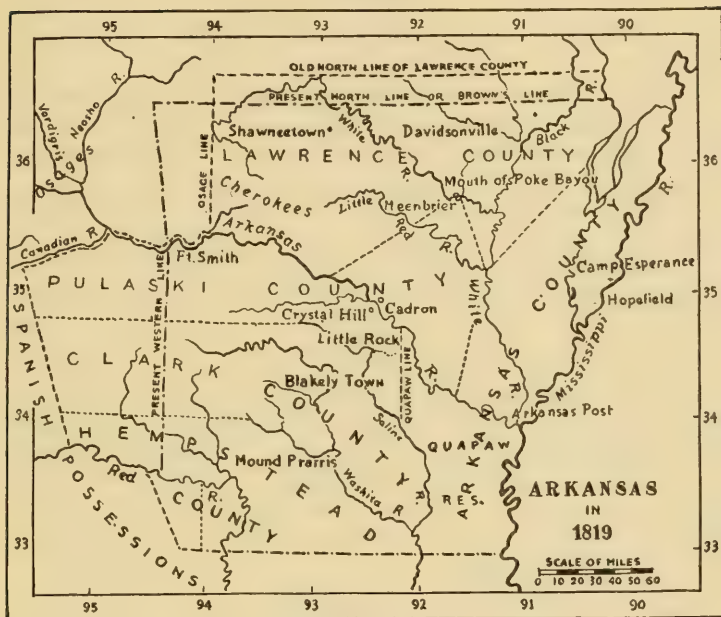 95 94 93 92 91 90
OLD NORTH LINE OF LAWRENCE COUNTY
PRESENT NORTH LINE OR BROWN'S LINE
R.
Verdigris
Neosho
Osages
36
Shawneetown
White
R.
Davidsonville
Black
R.
36
LAWRENCE COUNTY
OSAGE LINE
Cherokees
Mouth of Poke Bayou
Little Meenbrier
Red
R.
Arkansas
Canadian R.
Ft. Smith
35
PULASKI COUNTY
White
R.
Camp Esperance
35
Hopefield
Mississippi
R.
Crystal Hill
Cadron
Little Rock
R.
SPANISH
POSSESSIONS
CLARK
COUNTY
PRESENT WESTERN LINE
Blakely Town
QUAPAW LINE
34
Saline
R.
Arkansas Post
34
ARKANSAS
COUNTY
HEMPSTEAD
COUNTY
Mound Prarris
QUAPAW
RES.
Red
R.
Washita R
33
ARKANSAS
IN
1819
33
SCALE OF MILES
0 10 20 30 40 50 60
95 94 93 92 91 90